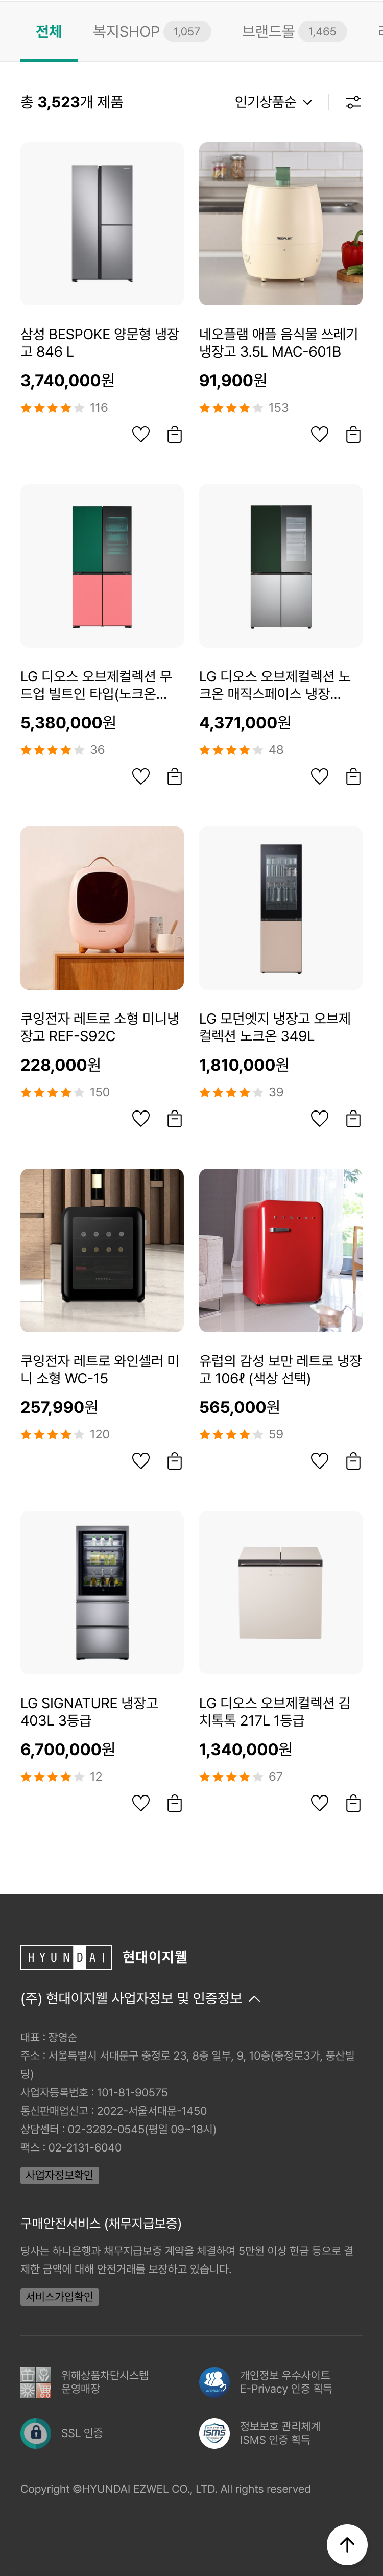 전체 복지SHOP 1,057 브랜드몰 1,465
총 3,523개 제품 인기상품순
삼성 BESPOKE 양문형 냉장
고 846 L
3,740,000원
116
네오플램 애플 음식물 쓰레기
냉장고 3.5L MAC-601B
91,900원
153
LG 디오스 오브제컬렉션 무
드업 빌트인 타입(노크온...
5,380,000원
36
LG 디오스 오브제컬렉션 노
크온 매직스페이스 냉장...
4,371,000원
48
쿠잉전자 레트로 소형 미니냉
장고 REF-S92C
228,000원
150
LG 모던엣지 냉장고 오브제
컬렉션 노크온 349L
1,810,000원
39
쿠잉전자 레트로 와인셀러 미
니 소형 WC-15
257,990원
120
유럽의 감성 보만 레트로 냉장
고 106ℓ (색상 선택)
565,000원
59
LG SIGNATURE 냉장고
403L 3등급
6,700,000원
12
LG 디오스 오브제컬렉션 김
치톡톡 217L 1등급
1,340,000원
67
HYUNDAI 현대이지웰
(주) 현대이지웰 사업자정보 및 인증정보
대표 : 장영순
주소 : 서울특별시 서대문구 충정로 23, 8층 일부, 9, 10층(충정로3가, 풍산빌
딩)
사업자등록번호 : 101-81-90575
통신판매업신고 : 2022-서울서대문-1450
상담센터 : 02-3282-0545(평일 09~18시)
팩스 : 02-2131-6040
사업자정보확인
구매안전서비스 (채무지급보증)
당사는 하나은행과 채무지급보증 계약을 체결하여 5만원 이상 현금 등으로 결
제한 금액에 대해 안전거래를 보장하고 있습니다.
서비스가입확인
위해상품차단시스템
운영매장
개인정보 우수사이트
E-Privacy 인증 획득
SSL 인증
ISMS
정보보호 관리체계
ISMS 인증 획득
Copyright ©HYUNDAI EZWEL CO., LTD. All rights reserved